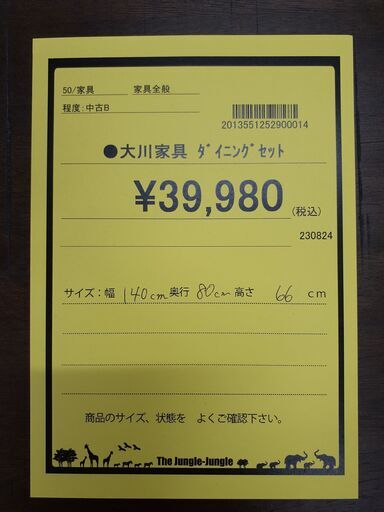 50/家具　家具全般
程度:中古B
2013551252900014
●大川家具 ﾀﾞｲﾆﾝｸﾞｾｯﾄ
¥39,980(税込)
230824
サイズ：幅 140cm 奥行 80cm 高さ 66 cm
商品のサイズ、状態を よくご確認下さい。
The Jungle-Jungle